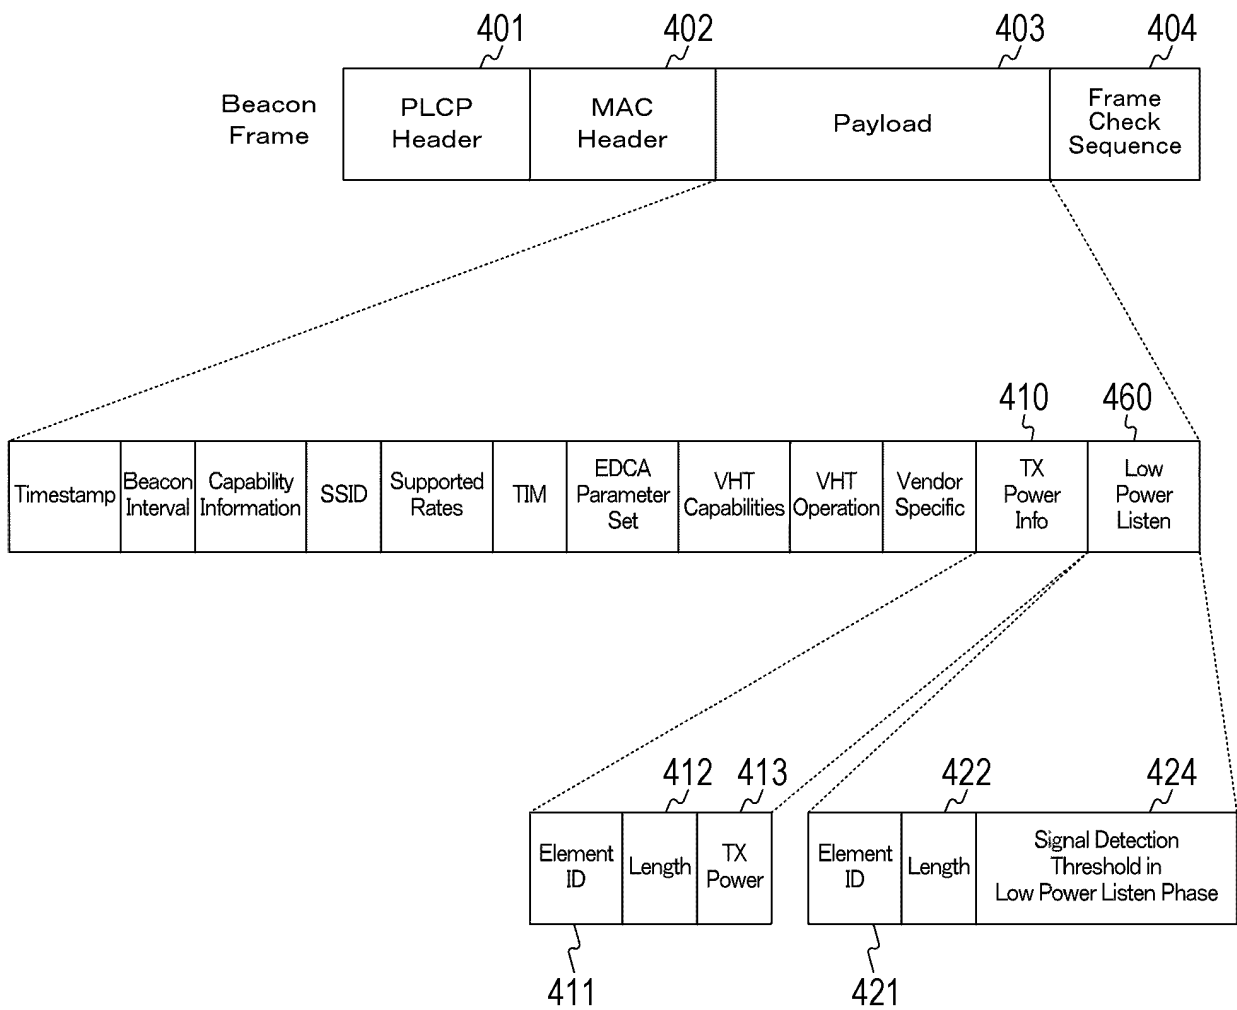 401
402
403
404
Beacon
Frame
PLCP
Header
MAC
Header
Payload
Frame
Check
Sequence
410
460
Timestamp
Beacon
Interval
Capability
Information
SSID
Supported
Rates
TIM
EDCA
Parameter
Set
VHT
Capabilities
VHT
Operation
Vendor
Specific
TX
Power
Info
Low
Power
Listen
412
413
422
424
Element
ID
Length
TX
Power
Element
ID
Length
Signal Detection
Threshold in
Low Power Listen Phase
411
421